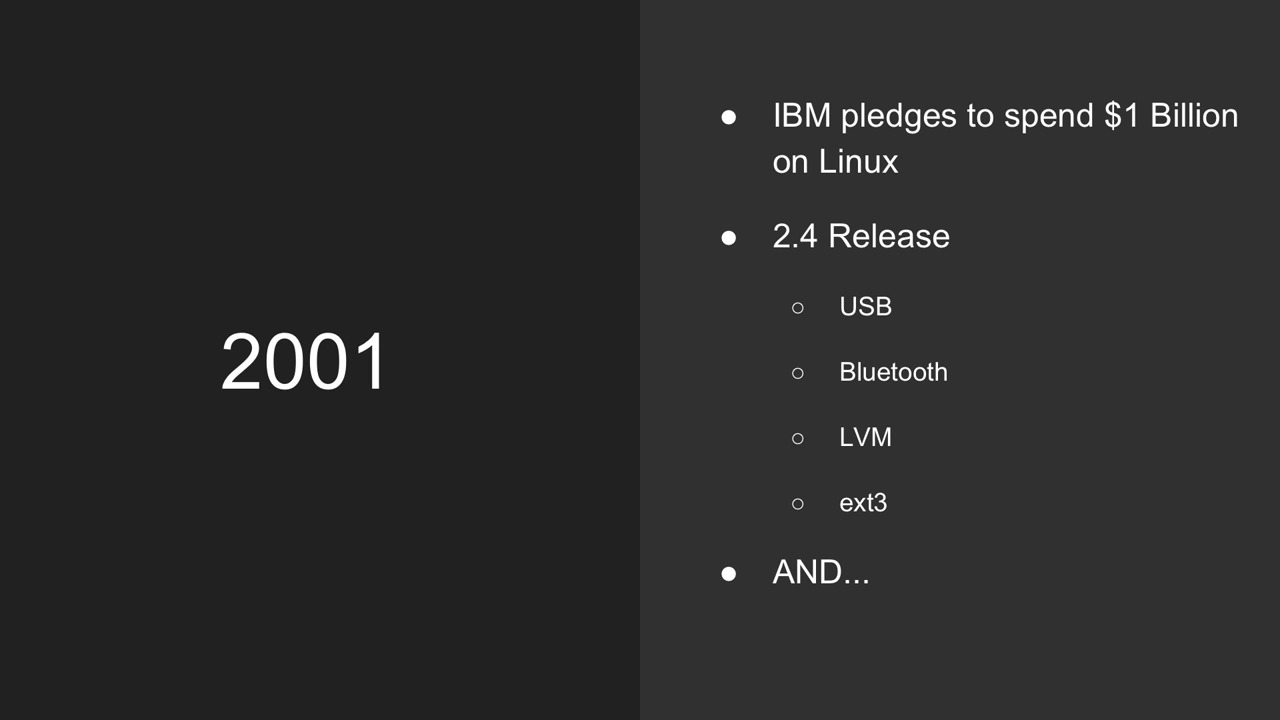 2001
● IBM pledges to spend $1 Billion
on Linux
● 2.4 Release
○ USB
○ Bluetooth
○ LVM
○ ext3
● AND...